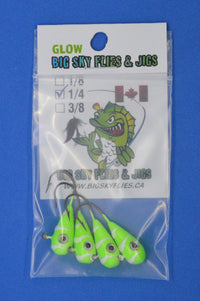 GLOW
BIG SKY FLIES & JIGS
1/8
1/4
3/8
BIG SKY FLIES & JIGS
WWW.BIGSKYFLIES.CA